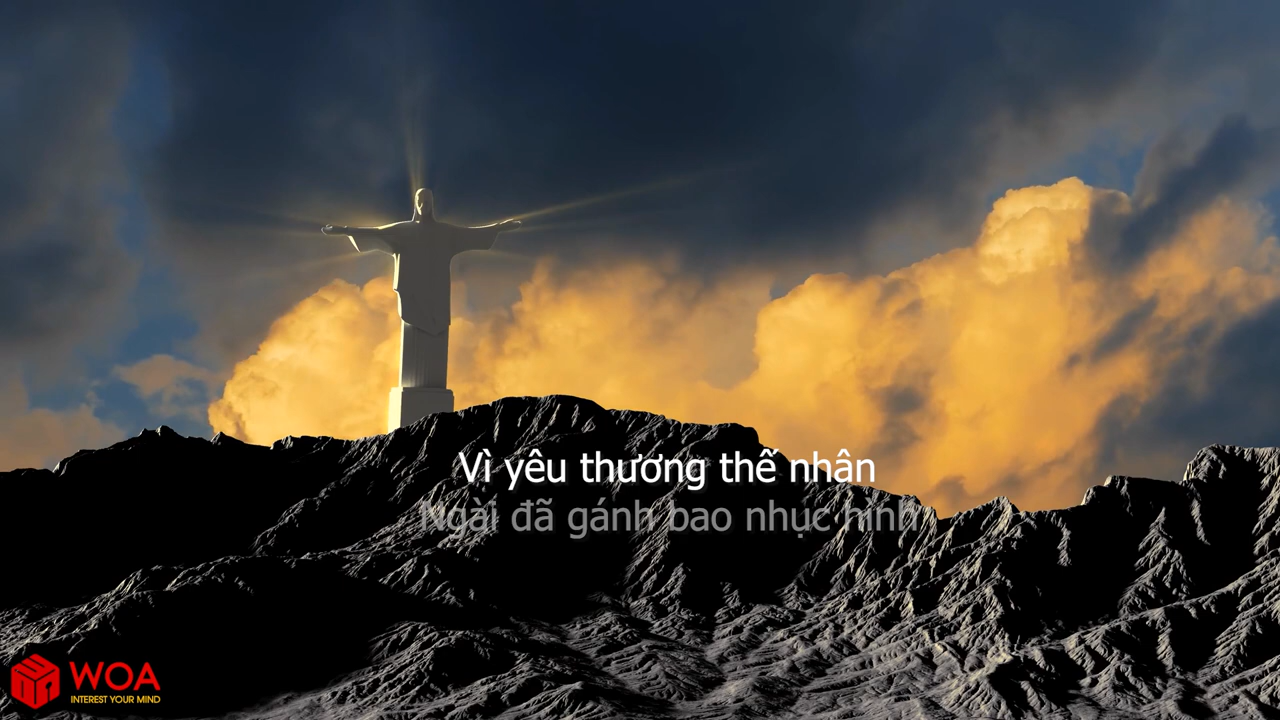 Vì yêu thương thế nhân
Ngài đã gánh bao nhục hình
WOA
INTEREST YOUR MIND